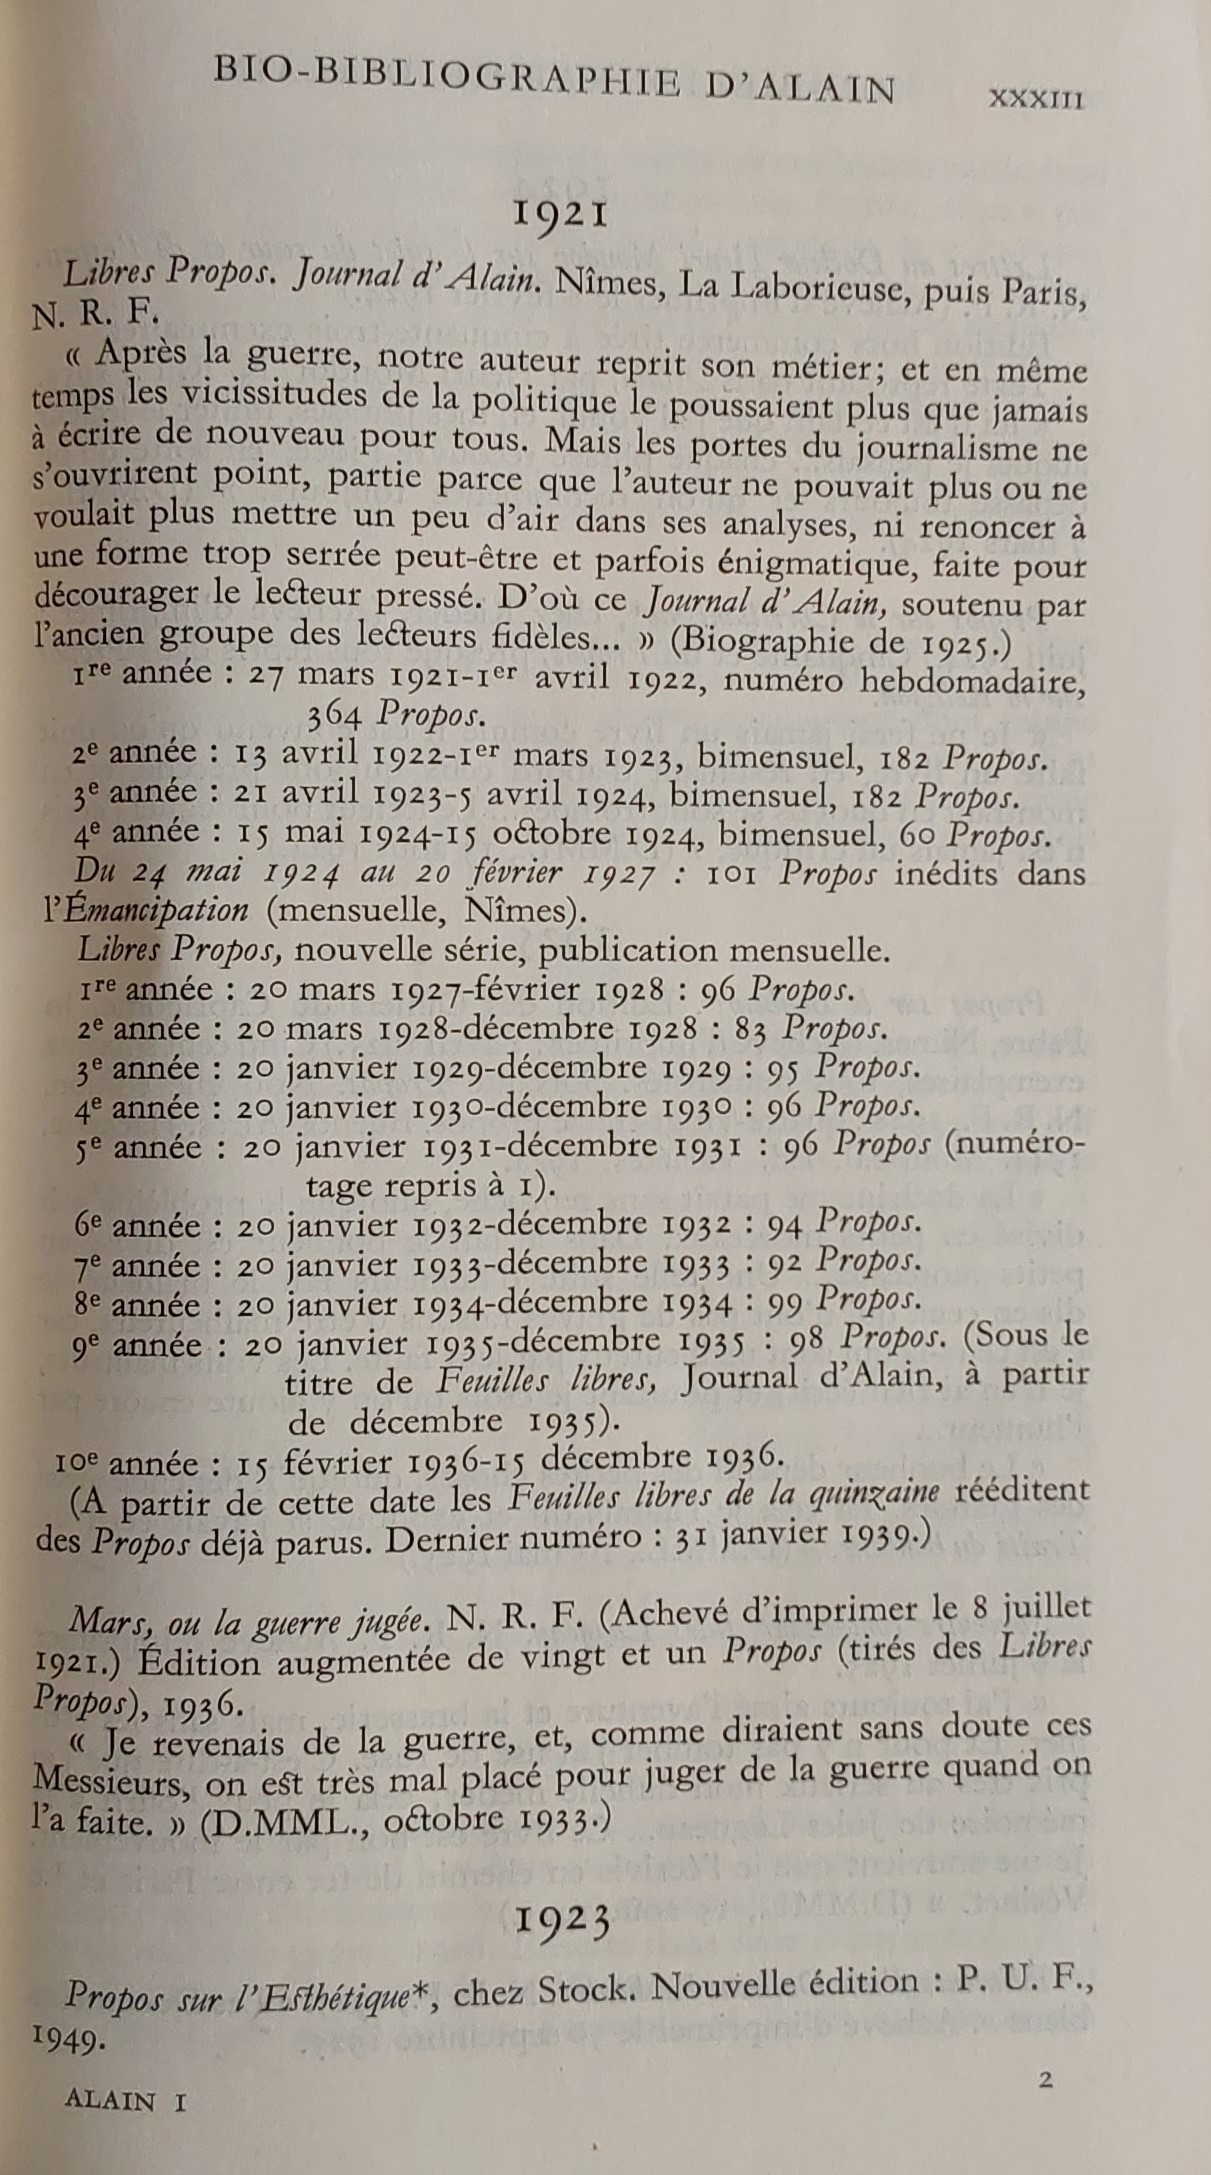 BIO-BIBLIOGRAPHIE D'ALAIN XXXIII
1921
Libres Propos. Journal d'Alain. Nîmes, La Laborieuse, puis Paris,
N. R. F.
« Après la guerre, notre auteur reprit son métier; et en même
temps les vicissitudes de la politique le poussaient plus que jamais
à écrire de nouveau pour tous. Mais les portes du journalisme ne
s'ouvrirent point, partie parce que l'auteur ne pouvait plus ou ne
voulait plus mettre un peu d'air dans ses analyses, ni renoncer à
une forme trop serrée peut-être et parfois énigmatique, faite pour
décourager le lecteur pressé. D'où ce Journal d'Alain, soutenu par
l'ancien groupe des lecteurs fidèles... » (Biographie de 1925.)
1re année : 27 mars 1921-1er avril 1922, numéro hebdomadaire,
364 Propos.
2e année : 13 avril 1922-1er mars 1923, bimensuel, 182 Propos.
3e année : 21 avril 1923-5 avril 1924, bimensuel, 182 Propos.
4e année : 15 mai 1924-15 octobre 1924, bimensuel, 60 Propos.
Du 24 mai 1924 au 20 février 1927 : 101 Propos inédits dans
l'Émancipation (mensuelle, Nîmes).
Libres Propos, nouvelle série, publication mensuelle.
1re année : 20 mars 1927-février 1928 : 96 Propos.
2e année : 20 mars 1928-décembre 1928 : 83 Propos.
3e année : 20 janvier 1929-décembre 1929 : 95 Propos.
4e année : 20 janvier 1930-décembre 1930 : 96 Propos.
5e année : 20 janvier 1931-décembre 1931 : 96 Propos (numéro-
tage repris à 1).
6e année : 20 janvier 1932-décembre 1932 : 94 Propos.
7e année : 20 janvier 1933-décembre 1933 : 92 Propos.
8e année : 20 janvier 1934-décembre 1934 : 99 Propos.
9e année : 20 janvier 1935-décembre 1935 : 98 Propos. (Sous le
titre de Feuilles libres, Journal d'Alain, à partir
de décembre 1935).
10e année : 15 février 1936-15 décembre 1936.
(A partir de cette date les Feuilles libres de la quinzaine rééditent
des Propos déjà parus. Dernier numéro : 31 janvier 1939.)
Mars, ou la guerre jugée. N. R. F. (Achevé d'imprimer le 8 juillet
1921.) Édition augmentée de vingt et un Propos (tirés des Libres
Propos), 1936.
« Je revenais de la guerre, et, comme diraient sans doute ces
Messieurs, on est très mal placé pour juger de la guerre quand on
l'a faite. » (D.MML., octobre 1933.)
1923
Propos sur l'Esthétique*, chez Stock. Nouvelle édition : P. U. F.,
1949.
ALAIN I 2